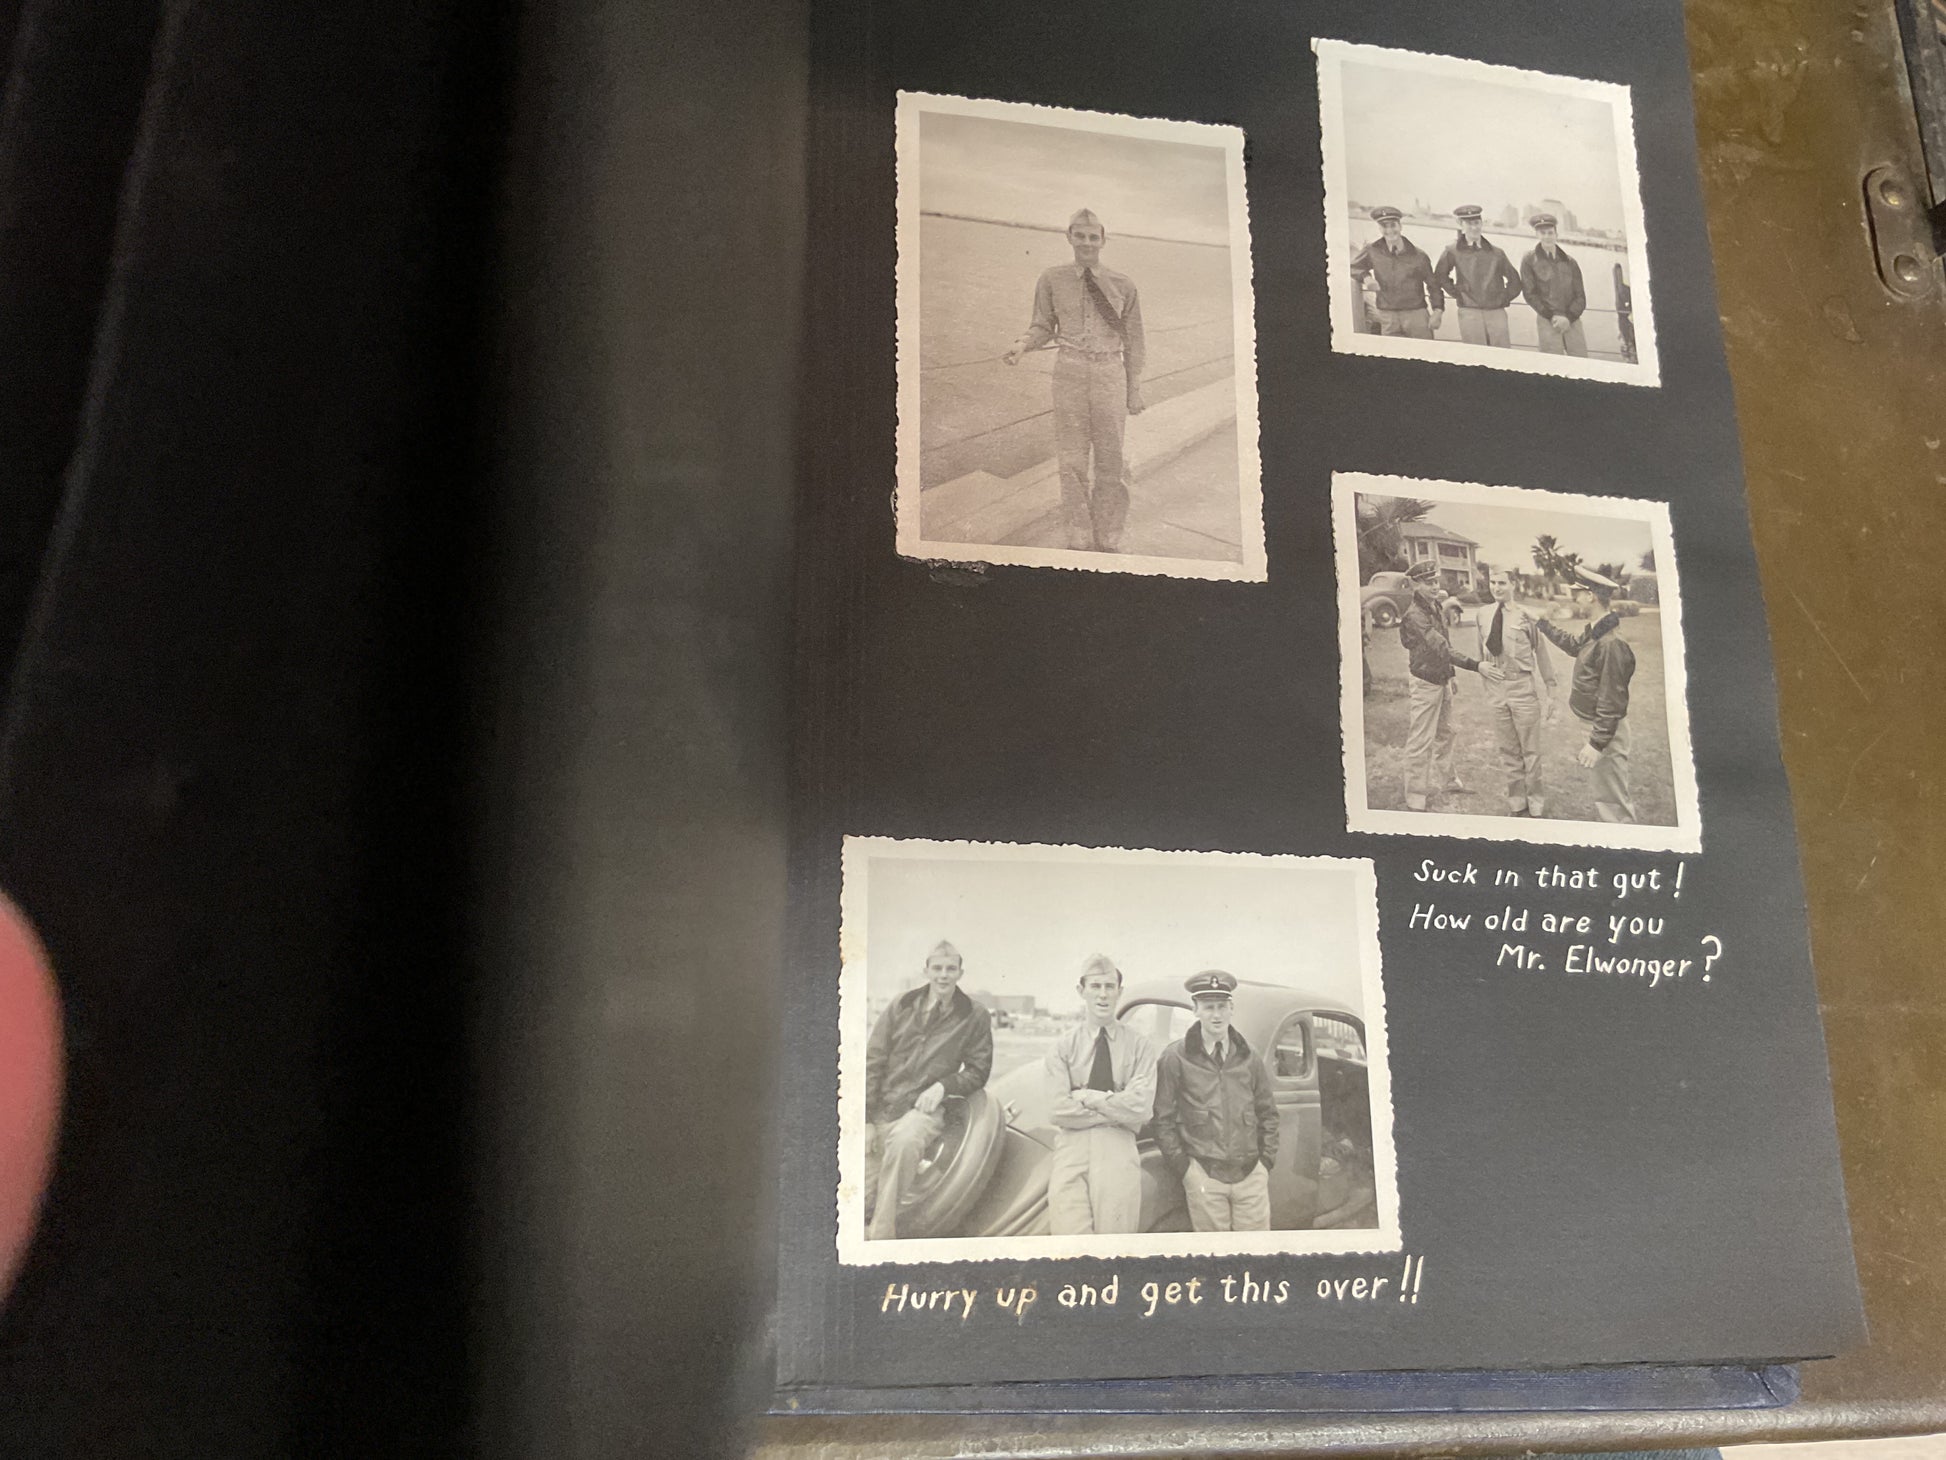 Suck in that gut!
How old are you
Mr. Elwonger?
Hurry up and get this over!!